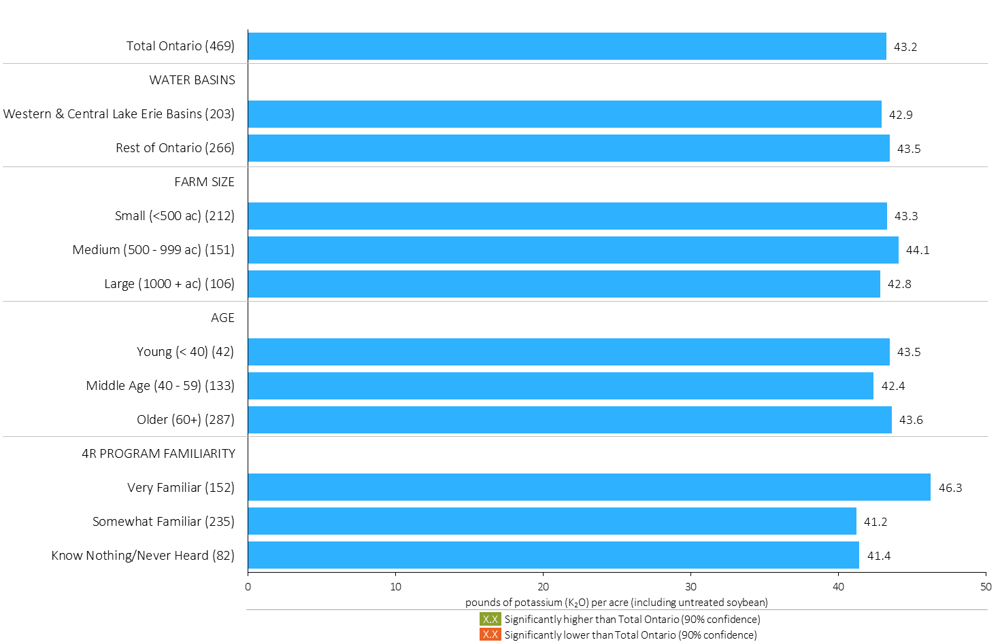 Total Ontario (469) 43.2
WATER BASINS
Western & Central Lake Erie Basins (203) 42.9
Rest of Ontario (266) 43.5
FARM SIZE
Small (<500 ac) (212) 43.3
Medium (500 - 999 ac) (151) 44.1
Large (1000 + ac) (106) 42.8
AGE
Young (< 40) (42) 43.5
Middle Age (40 - 59) (133) 42.4
Older (60+) (287) 43.6
4R PROGRAM FAMILIARITY
Very Familiar (152) 46.3
Somewhat Familiar (235) 41.2
Know Nothing/Never Heard (82) 41.4
0 10 20 30 40 50
pounds of potassium (K₂O) per acre (including untreated soybean)
X.X Significantly higher than Total Ontario (90% confidence)
X.X Significantly lower than Total Ontario (90% confidence)